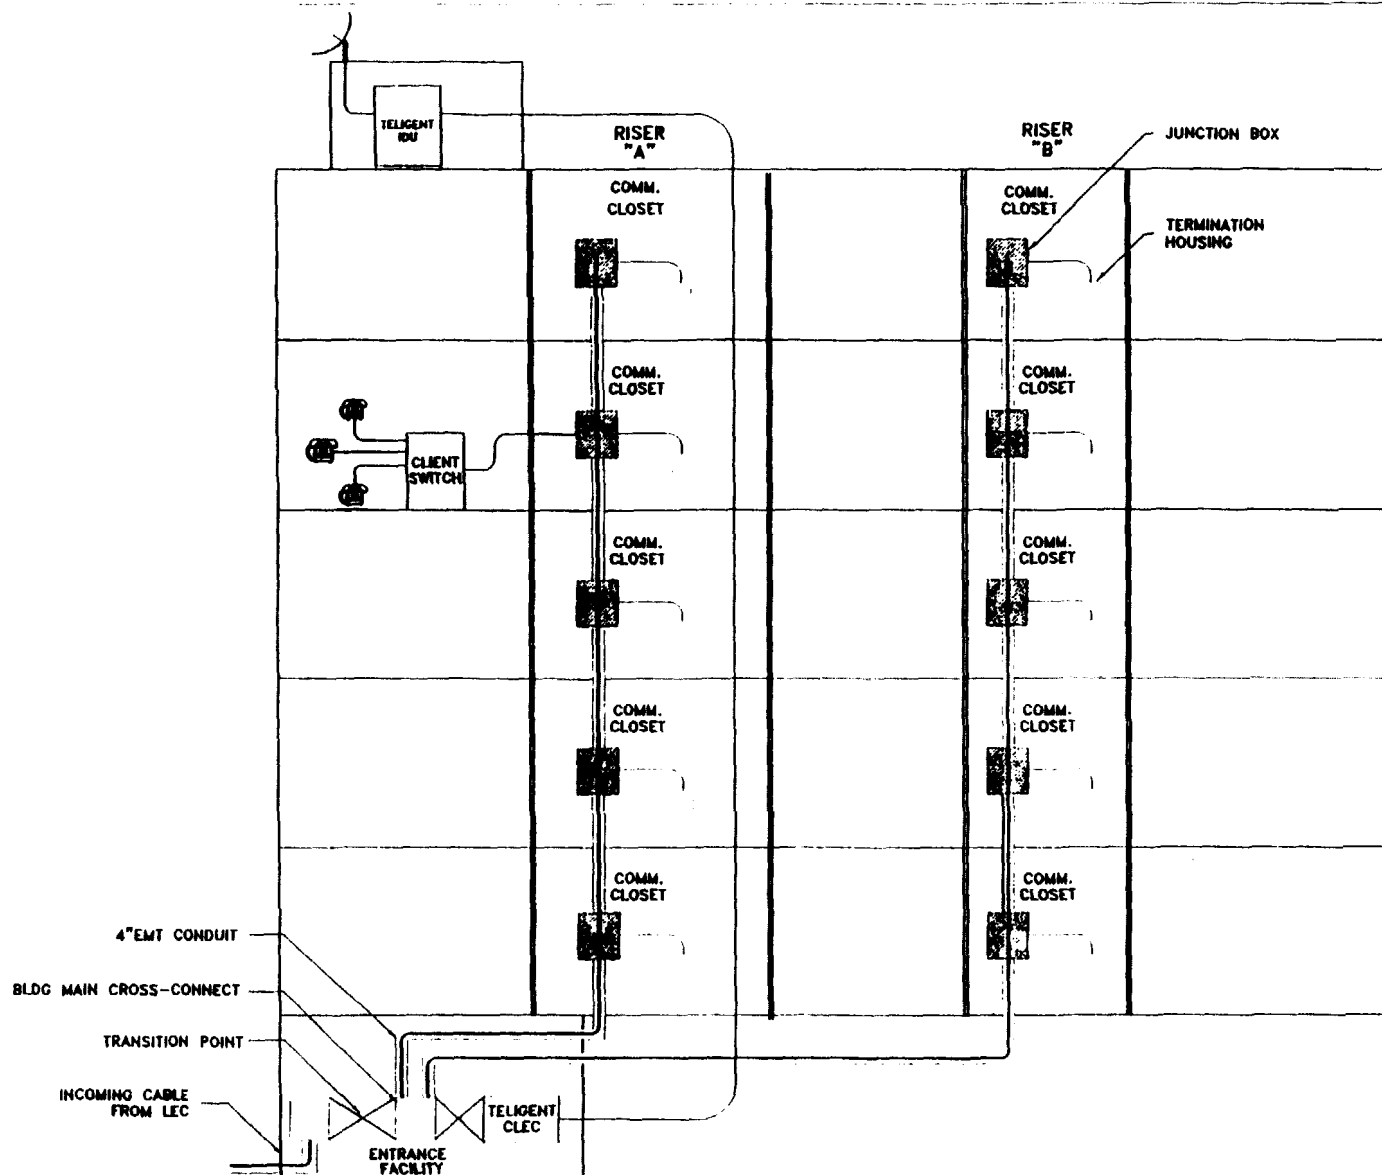 TELIGENT
IDU
RISER
"A"
RISER
"B"
JUNCTION BOX
COMM.
CLOSET
COMM.
CLOSET
TERMINATION
HOUSING
COMM.
CLOSET
COMM.
CLOSET
CLIENT
SWITCH
COMM.
CLOSET
COMM.
CLOSET
COMM.
CLOSET
COMM.
CLOSET
COMM.
CLOSET
COMM.
CLOSET
4"EMT CONDUIT
BLDG MAIN CROSS-CONNECT
TRANSITION POINT
INCOMING CABLE
FROM LEC
TELIGENT
CLEC
ENTRANCE
FACILITY